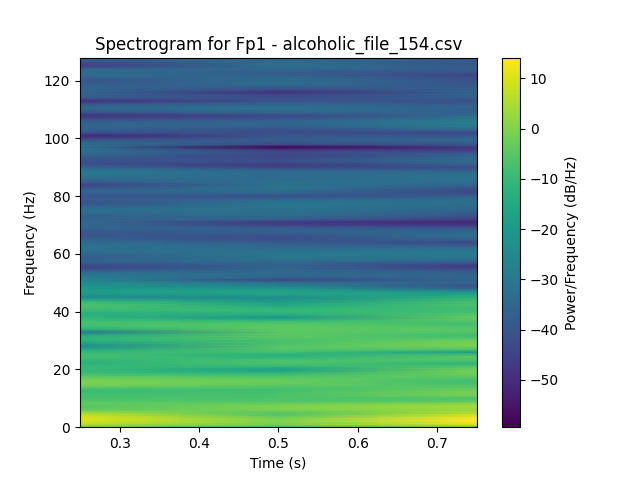 Spectrogram for Fp1 - alcoholic_file_154.csv
120
100
80
60
40
20
0
Frequency (Hz)
0.3 0.4 0.5 0.6 0.7
Time (s)
10
0
−10
−20
−30
−40
−50
Power/Frequency (dB/Hz)